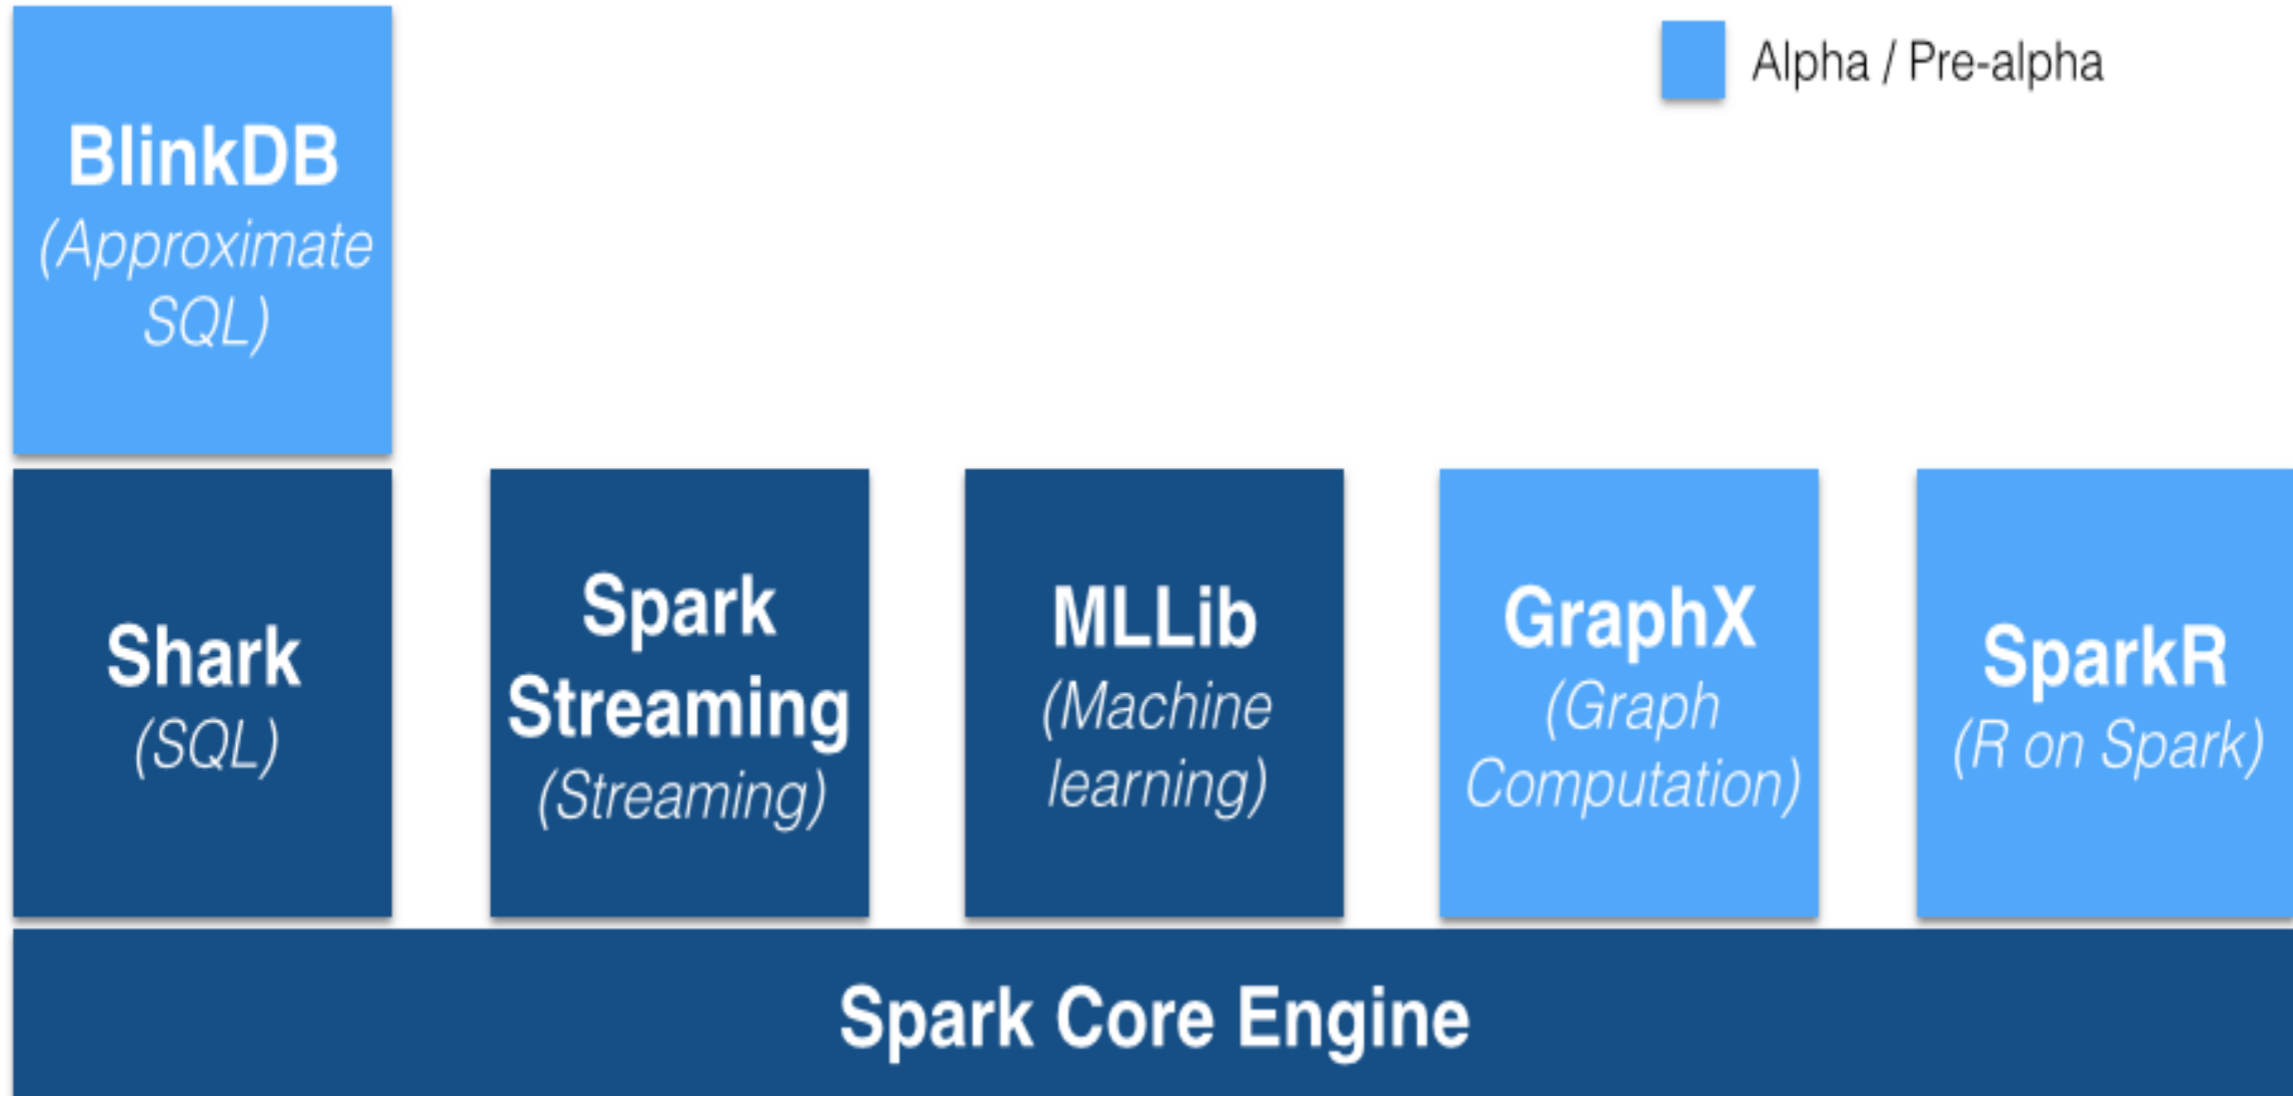 Alpha / Pre-alpha
BlinkDB
(Approximate
SQL)
Shark
(SQL)
Spark
Streaming
(Streaming)
MLLib
(Machine
learning)
GraphX
(Graph
Computation)
SparkR
(R on Spark)
Spark Core Engine